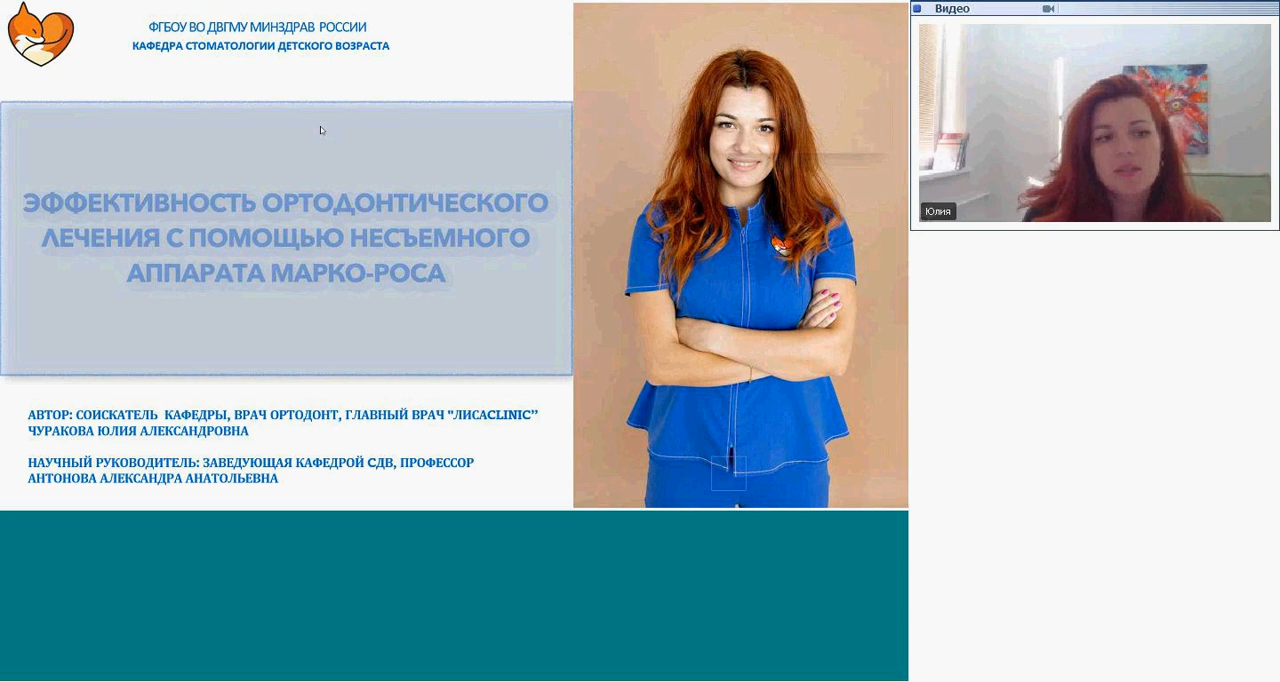 ФГБОУ ВО ДВГМУ МИНЗДРАВ РОССИИ
КАФЕДРА СТОМАТОЛОГИИ ДЕТСКОГО ВОЗРАСТА
ЭФФЕКТИВНОСТЬ ОРТОДОНТИЧЕСКОГО
ЛЕЧЕНИЯ С ПОМОЩЬЮ НЕСЪЕМНОГО
АППАРАТА МАРКО-РОСА
АВТОР: СОИСКАТЕЛЬ КАФЕДРЫ, ВРАЧ ОРТОДОНТ, ГЛАВНЫЙ ВРАЧ "ЛИСАCLINIC”
ЧУРАКОВА ЮЛИЯ АЛЕКСАНДРОВНА
НАУЧНЫЙ РУКОВОДИТЕЛЬ: ЗАВЕДУЮЩАЯ КАФЕДРОЙ СДВ, ПРОФЕССОР
АНТОНОВА АЛЕКСАНДРА АНАТОЛЬЕВНА
Видео
Юлия